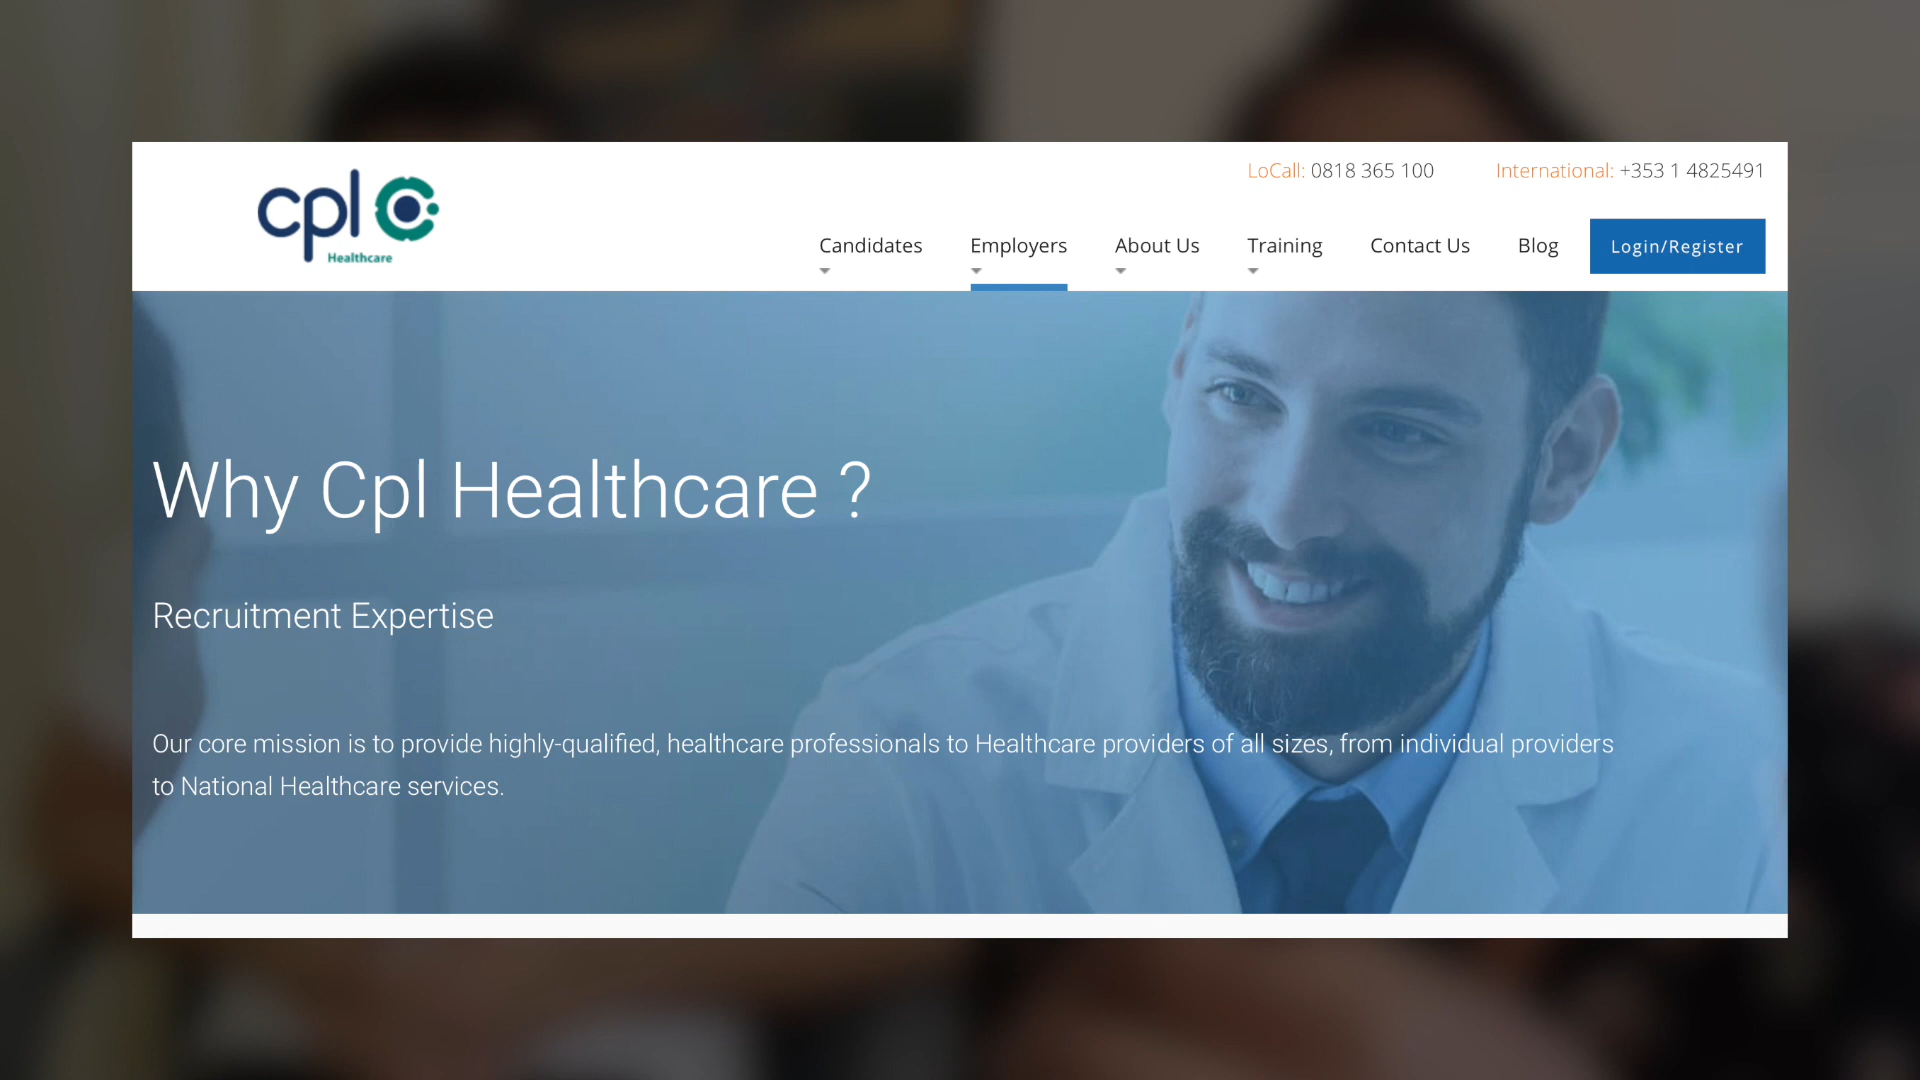 cpl
Healthcare
LoCall: 0818 365 100 International: +353 1 4825491
Candidates Employers About Us Training Contact Us Blog Login/Register
Why Cpl Healthcare ?
Recruitment Expertise
Our core mission is to provide highly-qualified, healthcare professionals to Healthcare providers of all sizes, from individual providers
to National Healthcare services.